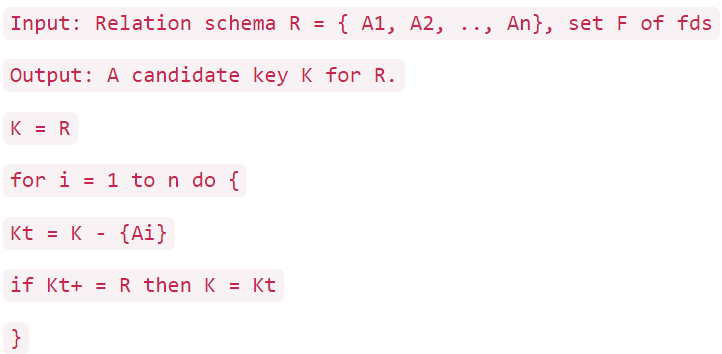 Input: Relation schema R = { A1, A2, .., An}, set F of fds
Output: A candidate key K for R.
K = R
for i = 1 to n do {
Kt = K - {Ai}
if Kt+ = R then K = Kt
}